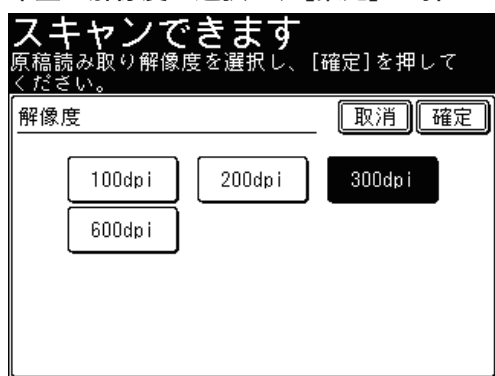 スキャンできます
原稿読み取り解像度を選択し、[確定]を押して
ください。
解像度 取消 確定
100dpi 200dpi 300dpi
600dpi